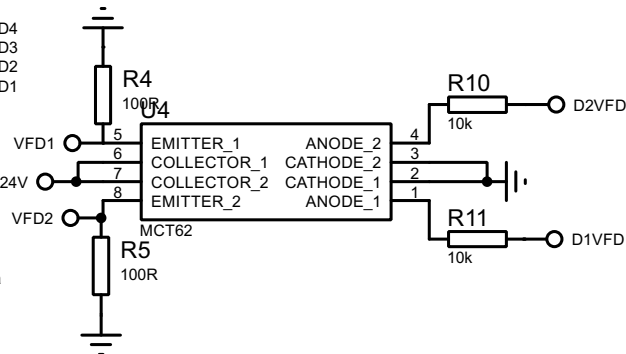 D4
D3
D2
D1
R4
100R
U4
R10
10k
D2VFD
VFD1
5
EMITTER_1
ANODE_2
4
6
COLLECTOR_1
CATHODE_2
3
24V
7
COLLECTOR_2
CATHODE_1
2
VFD2
8
EMITTER_2
ANODE_1
1
MCT62
R11
10k
D1VFD
R5
100R